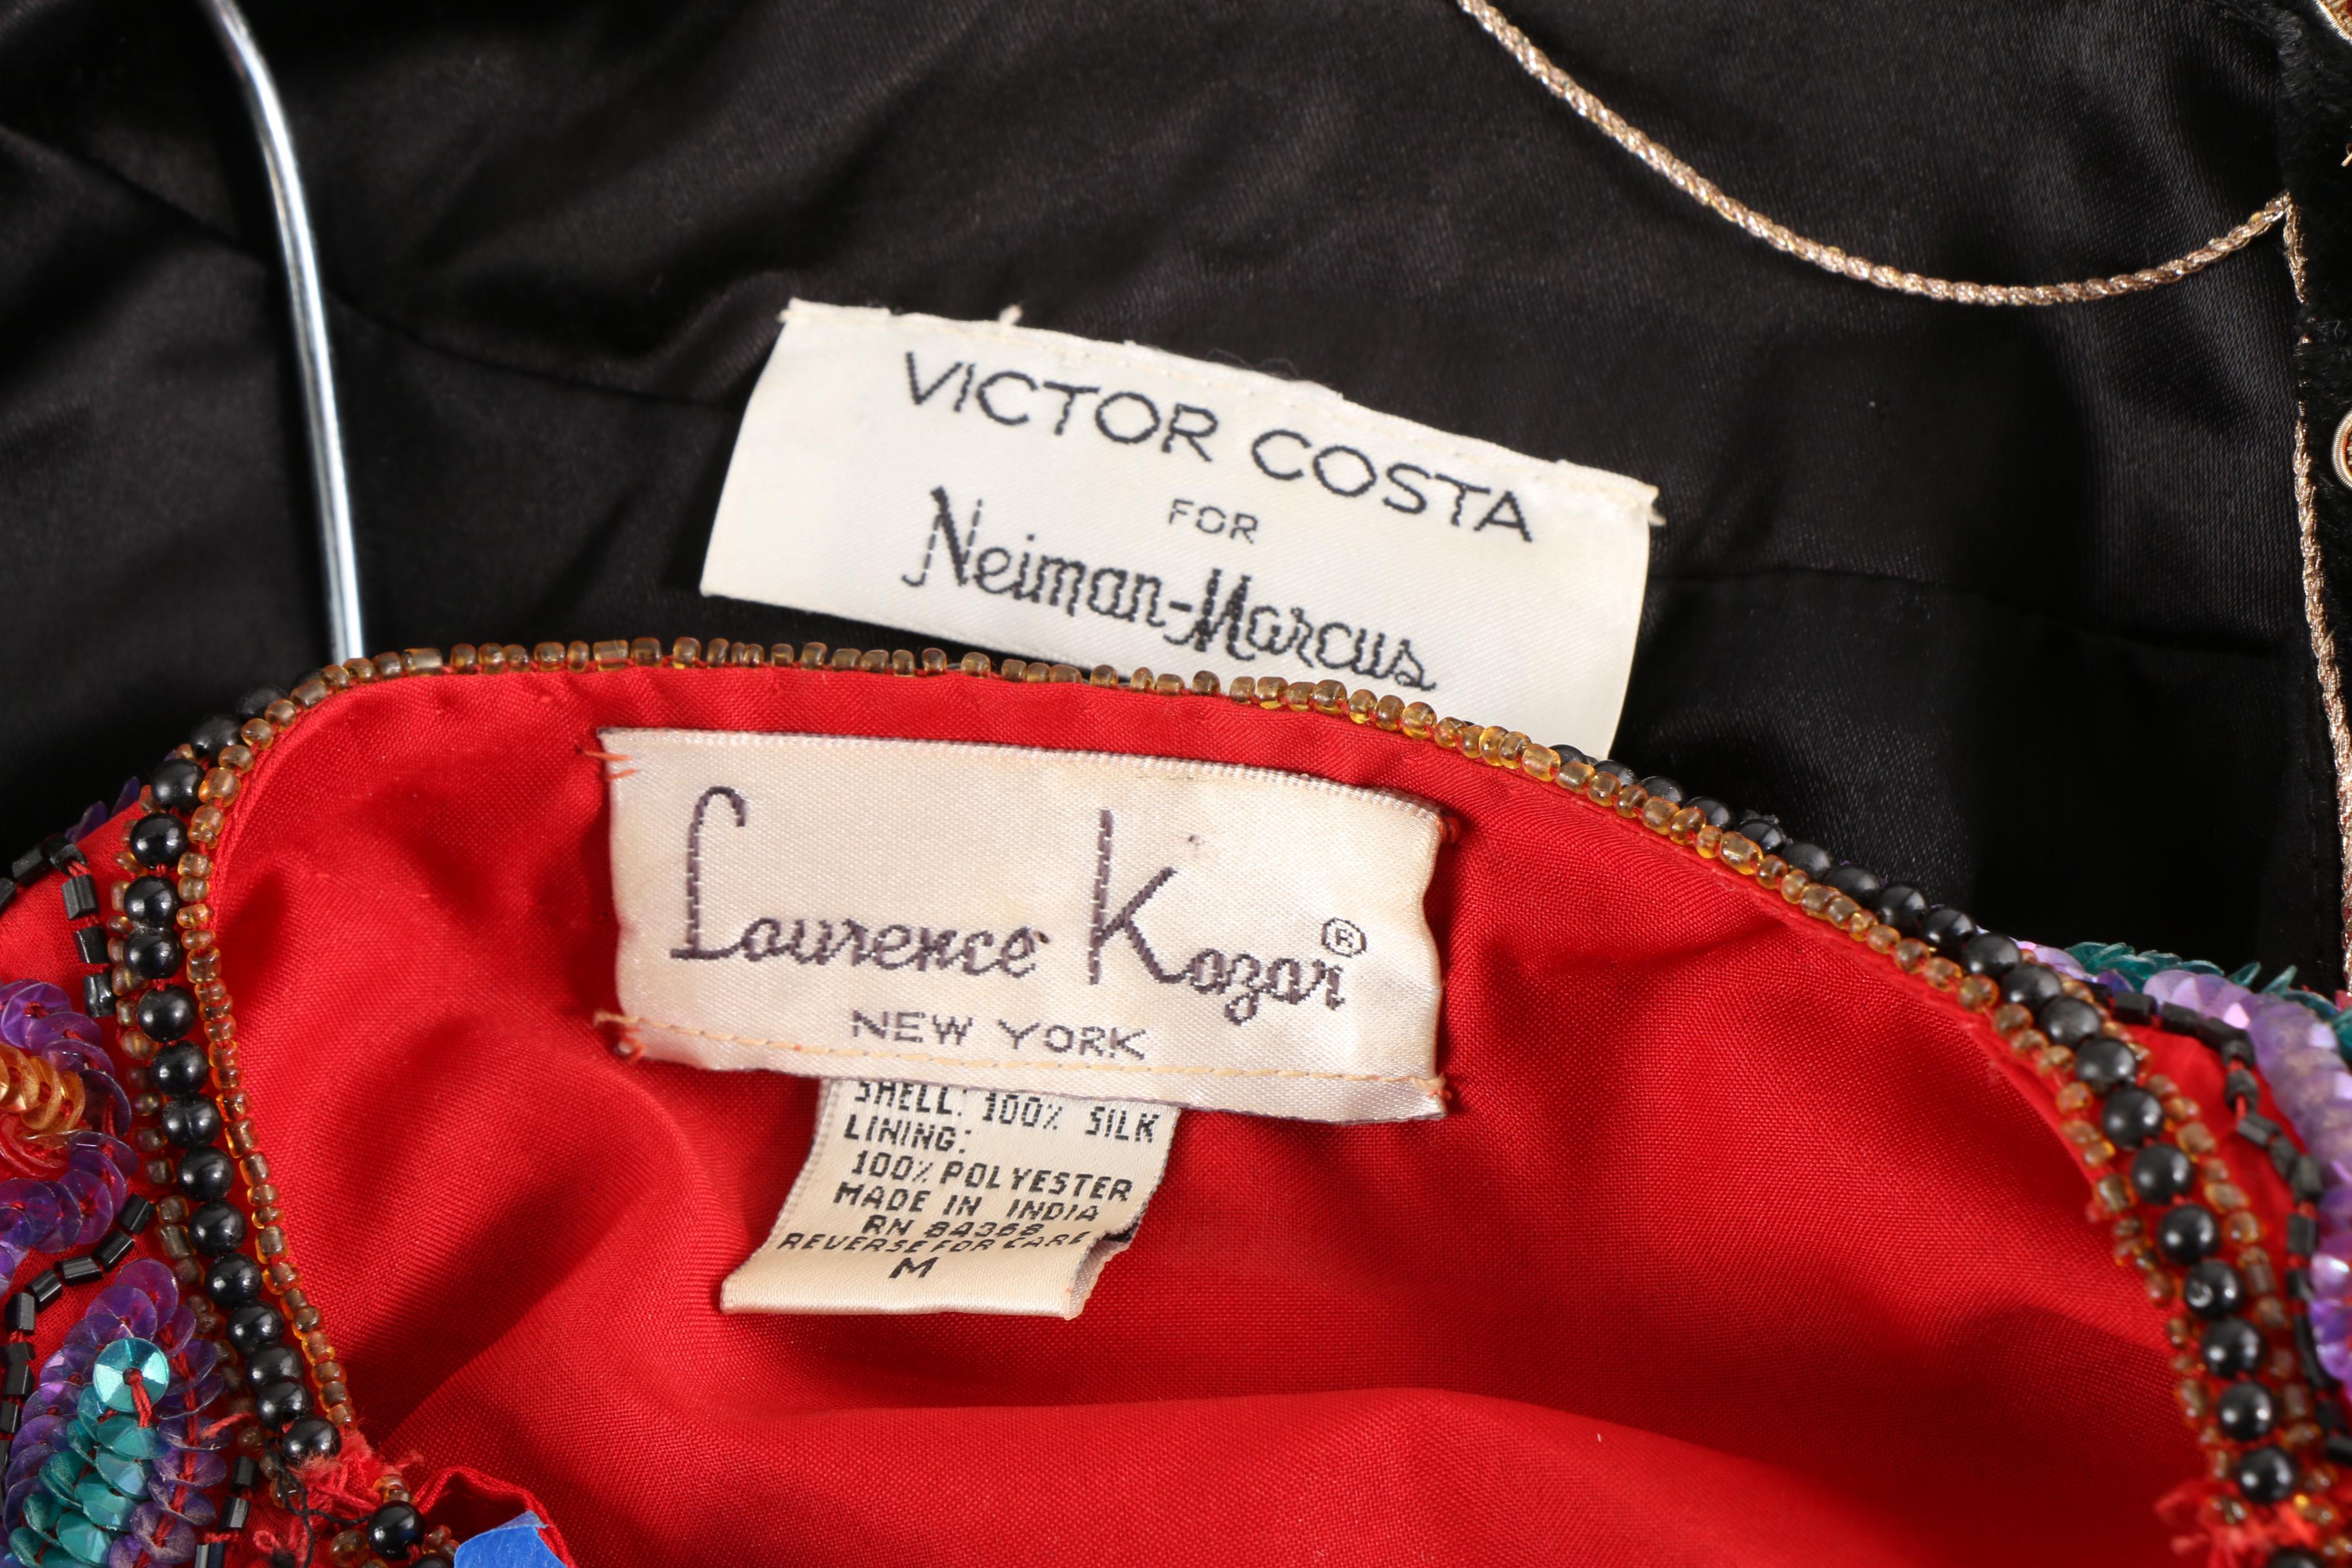 VICTOR COSTA
FOR
Neiman-Marcus
Laurence Kazar®
NEW YORK
SHELL: 100% SILK
LINING:
100% POLYESTER
MADE IN INDIA
RN 84368
REVERSE FOR CARE
M